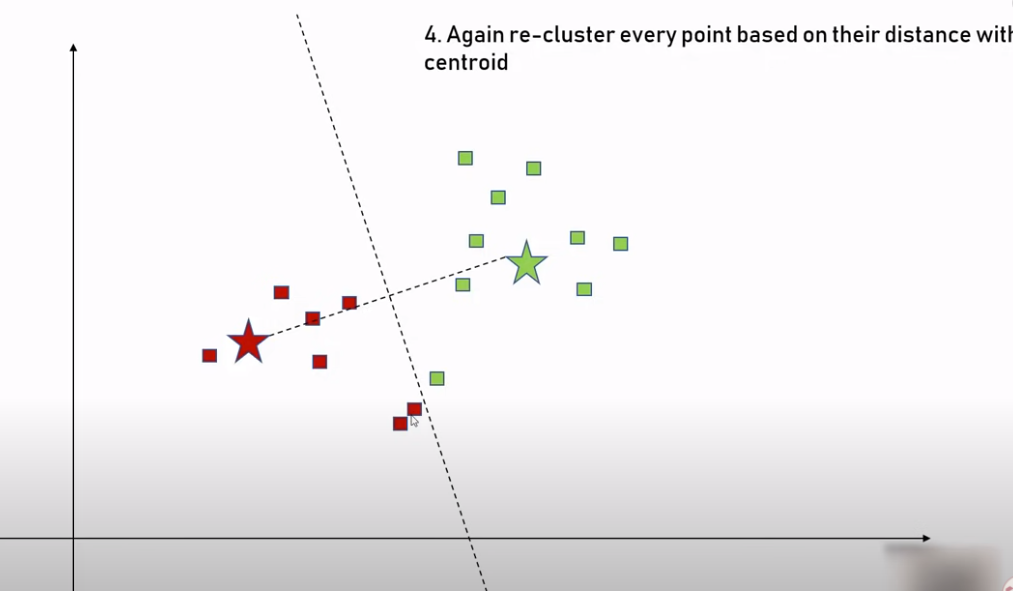 4. Again re-cluster every point based on their distance with
centroid